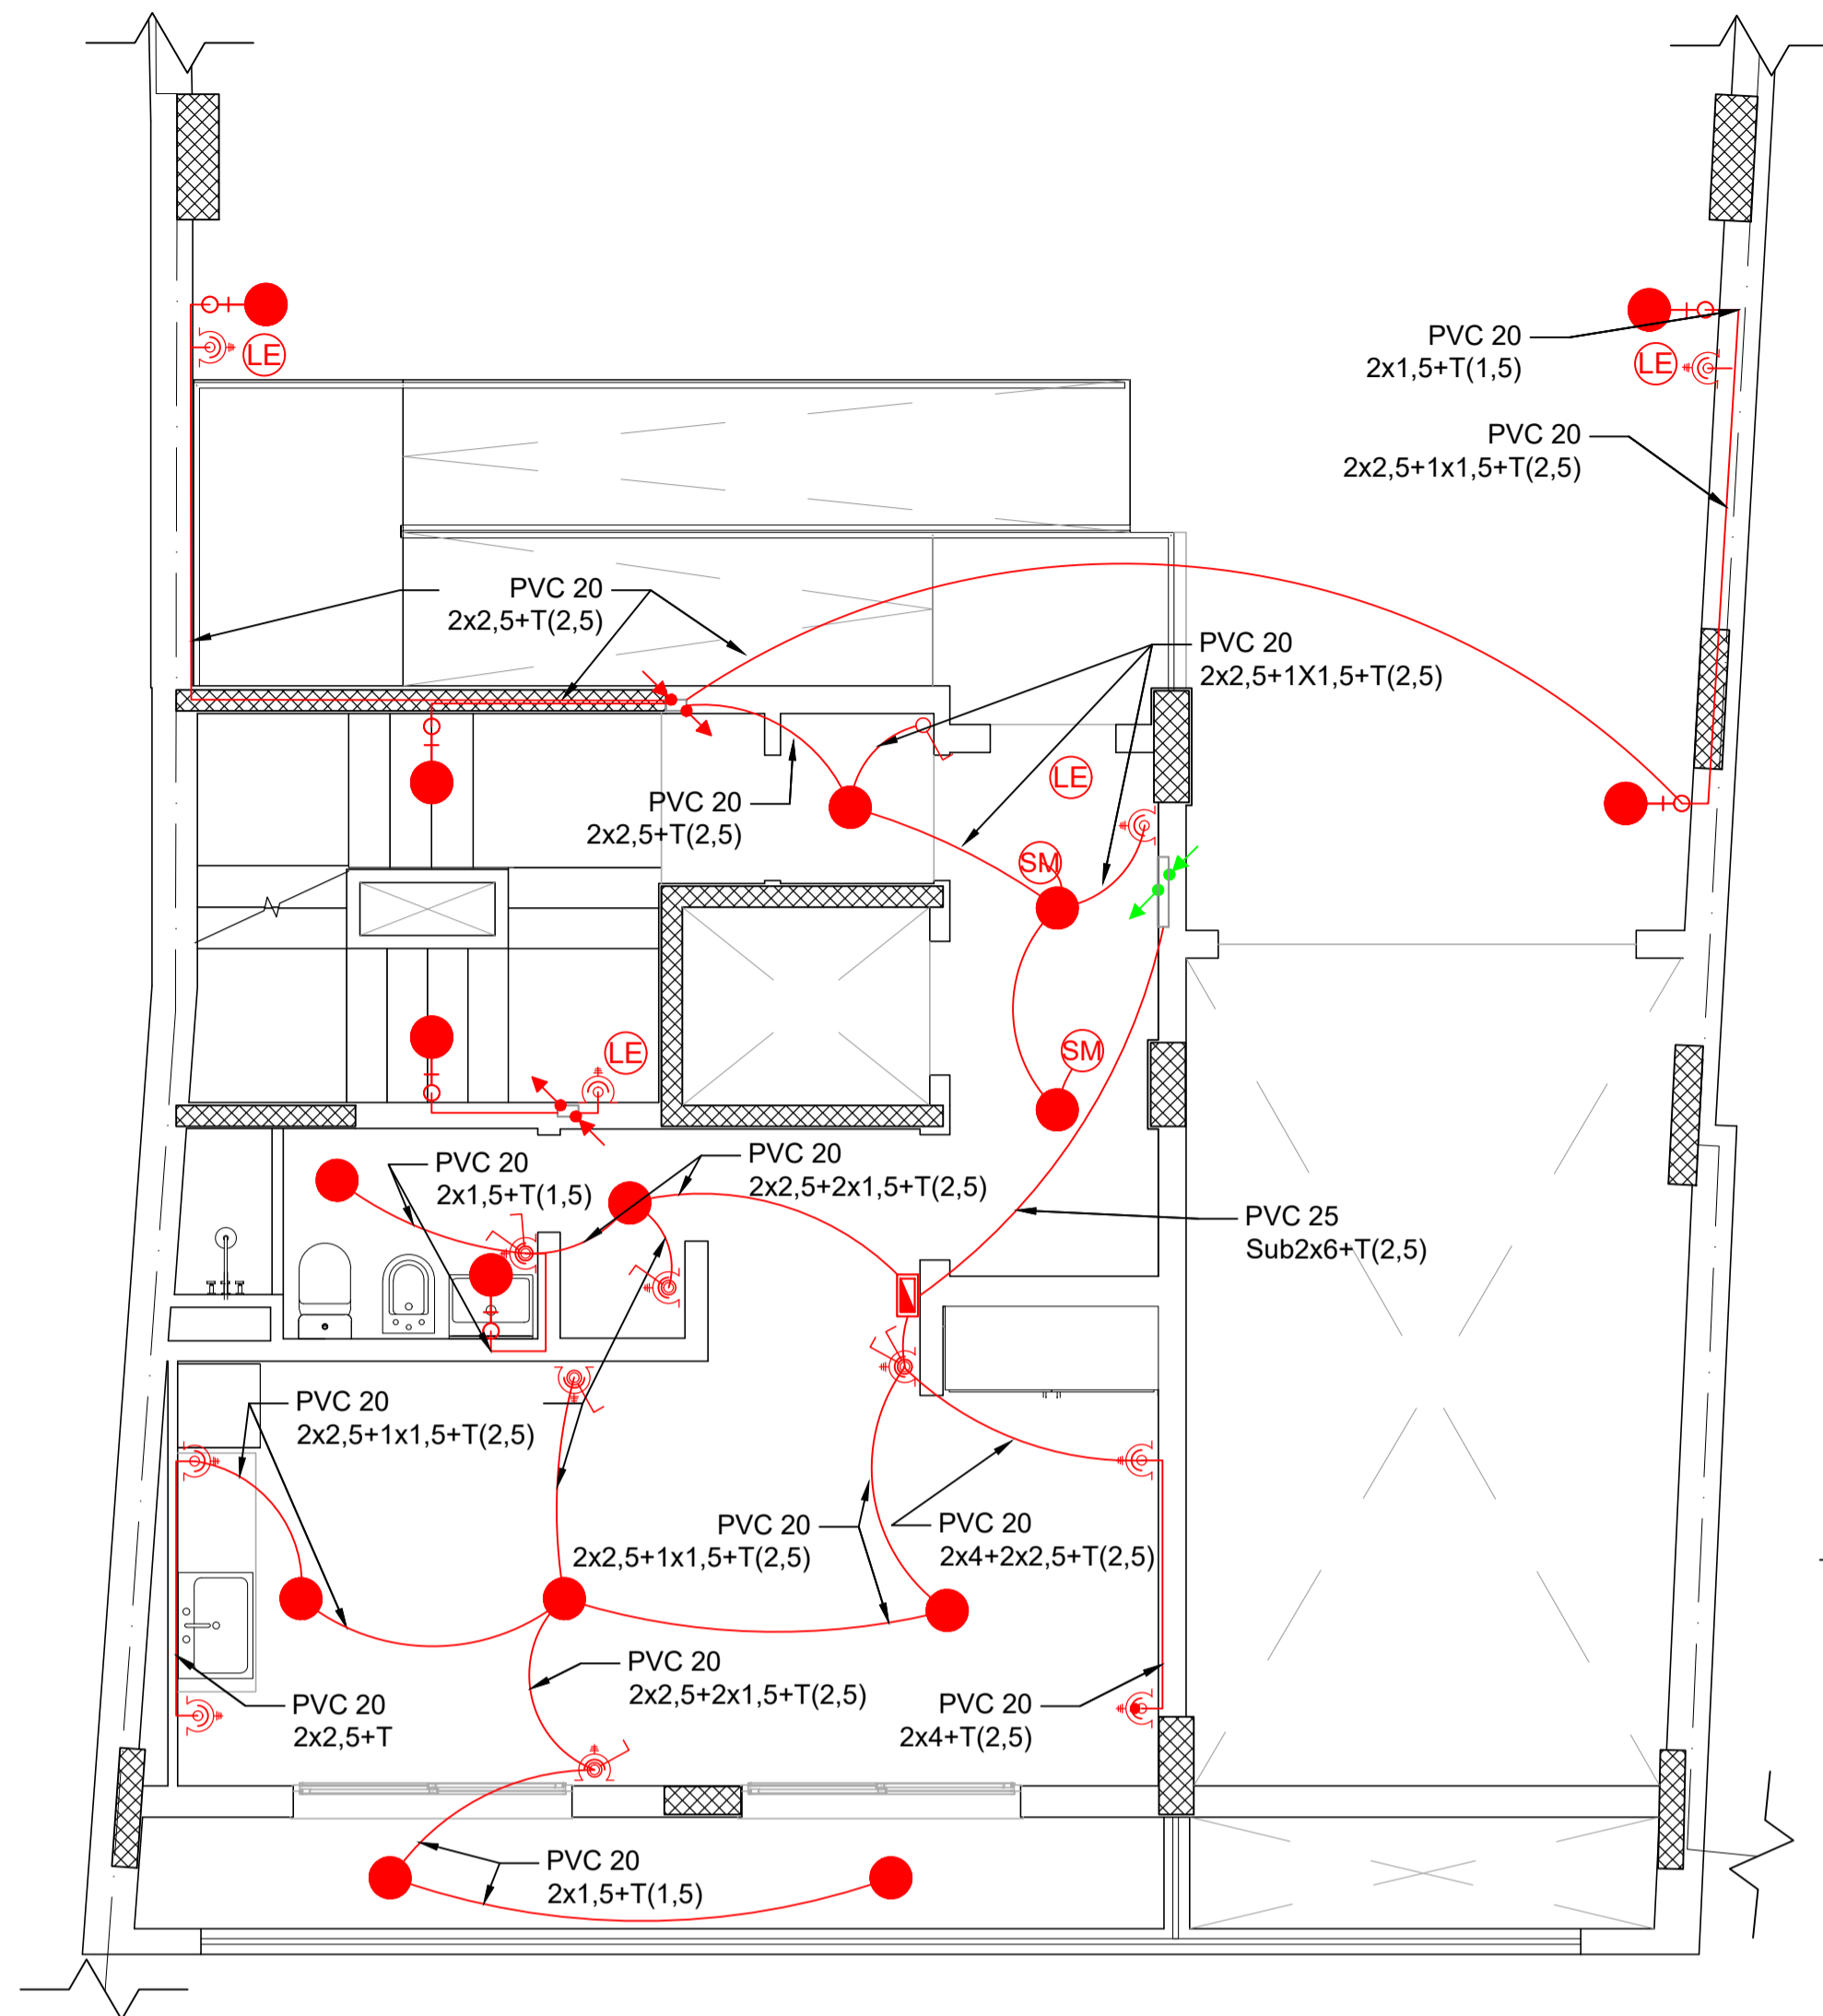 LE
PVC 20
2x1,5+T(1,5)
LE
PVC 20
2x2,5+1x1,5+T(2,5)
PVC 20
2x2,5+T(2,5)
PVC 20
2x2,5+1X1,5+T(2,5)
LE
PVC 20
2x2,5+T(2,5)
SM
LE
SM
PVC 20
2x1,5+T(1,5)
PVC 20
2x2,5+2x1,5+T(2,5)
PVC 25
Sub2x6+T(2,5)
PVC 20
2x2,5+1x1,5+T(2,5)
PVC 20
2x2,5+1x1,5+T(2,5)
PVC 20
2x4+2x2,5+T(2,5)
PVC 20
2x2,5+2x1,5+T(2,5)
PVC 20
2x2,5+T
PVC 20
2x4+T(2,5)
PVC 20
2x1,5+T(1,5)